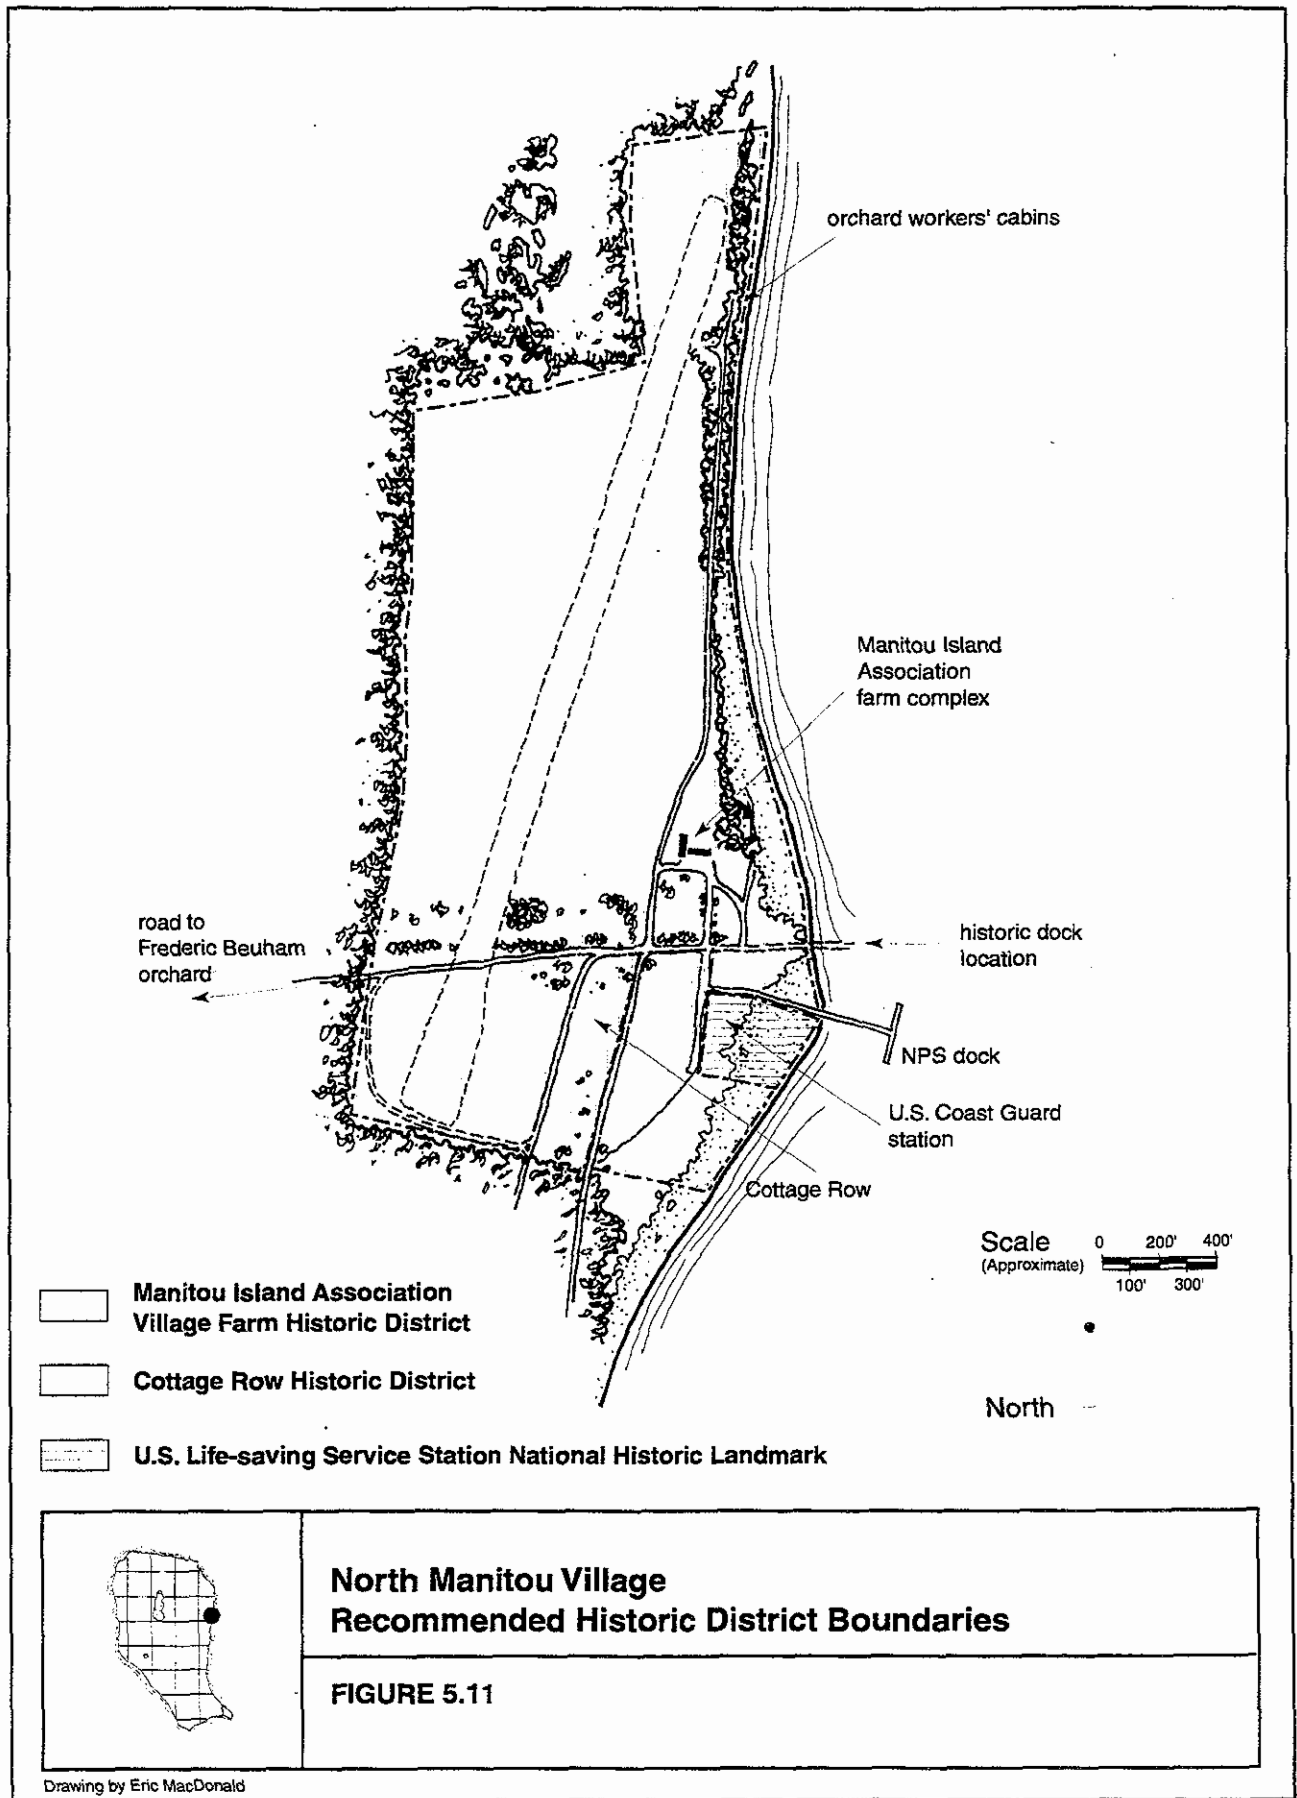 orchard workers' cabins
Manitou Island
Association
farm complex
road to
Frederic Beuham
orchard
historic dock
location
NPS dock
U.S. Coast Guard
station
Cottage Row
Scale
(Approximate)
0 200' 400'
100' 300'
North
Manitou Island Association
Village Farm Historic District
Cottage Row Historic District
U.S. Life-saving Service Station National Historic Landmark
North Manitou Village
Recommended Historic District Boundaries
FIGURE 5.11
Drawing by Eric MacDonald